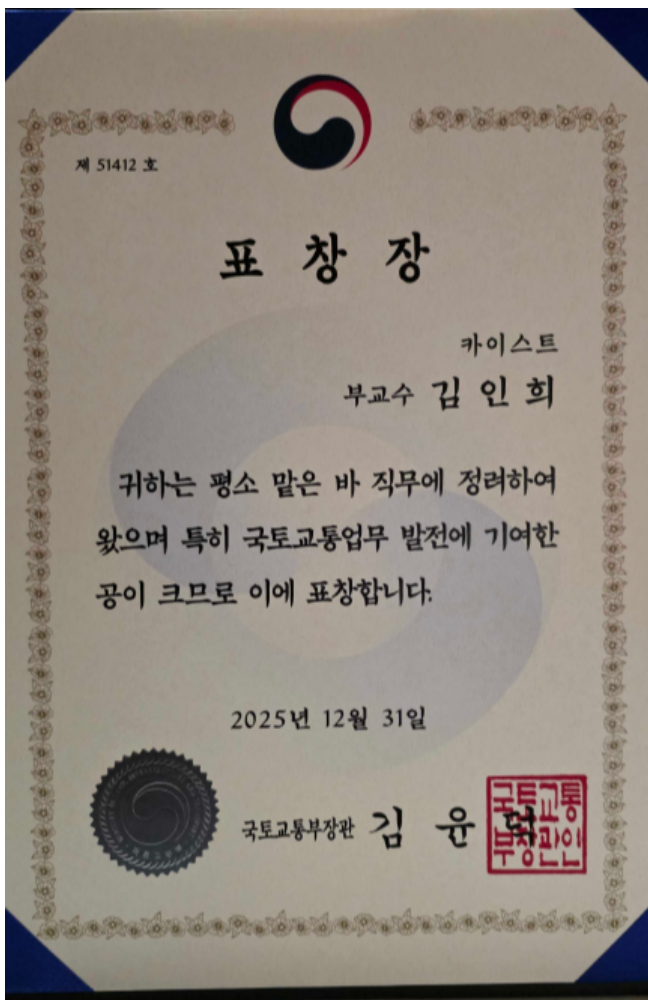 제 51412 호
표 창 장
카이스트
부교수 김 인 희
귀하는 평소 맡은 바 직무에 정려하여
왔으며 특히 국토교통업무 발전에 기여한
공이 크므로 이에 표창합니다.
2025년 12월 31일
국토교통부장관 김 윤 덕
국토교통
부장관인